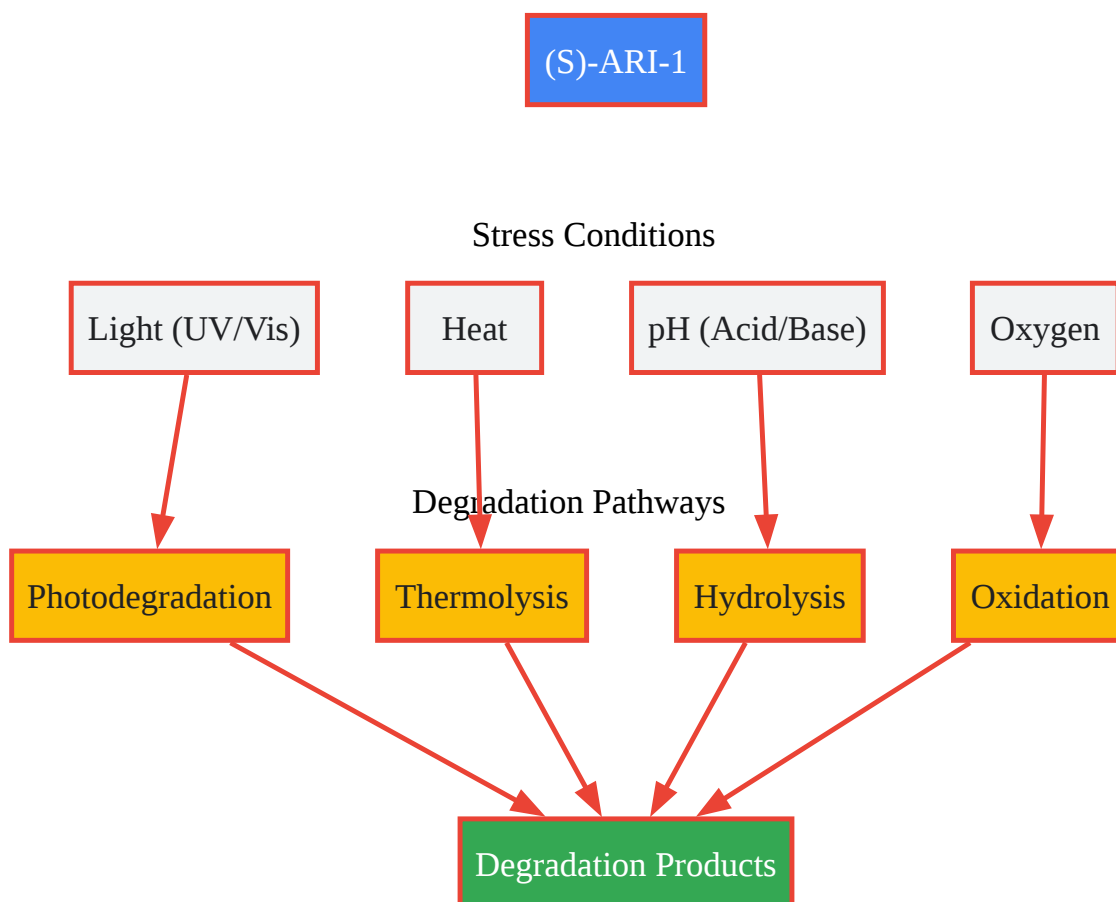 (S)-ARI-1
Stress Conditions
Light (UV/Vis)
Heat
pH (Acid/Base)
Oxygen
Degradation Pathways
Photodegradation
Thermolysis
Hydrolysis
Oxidation
Degradation Products